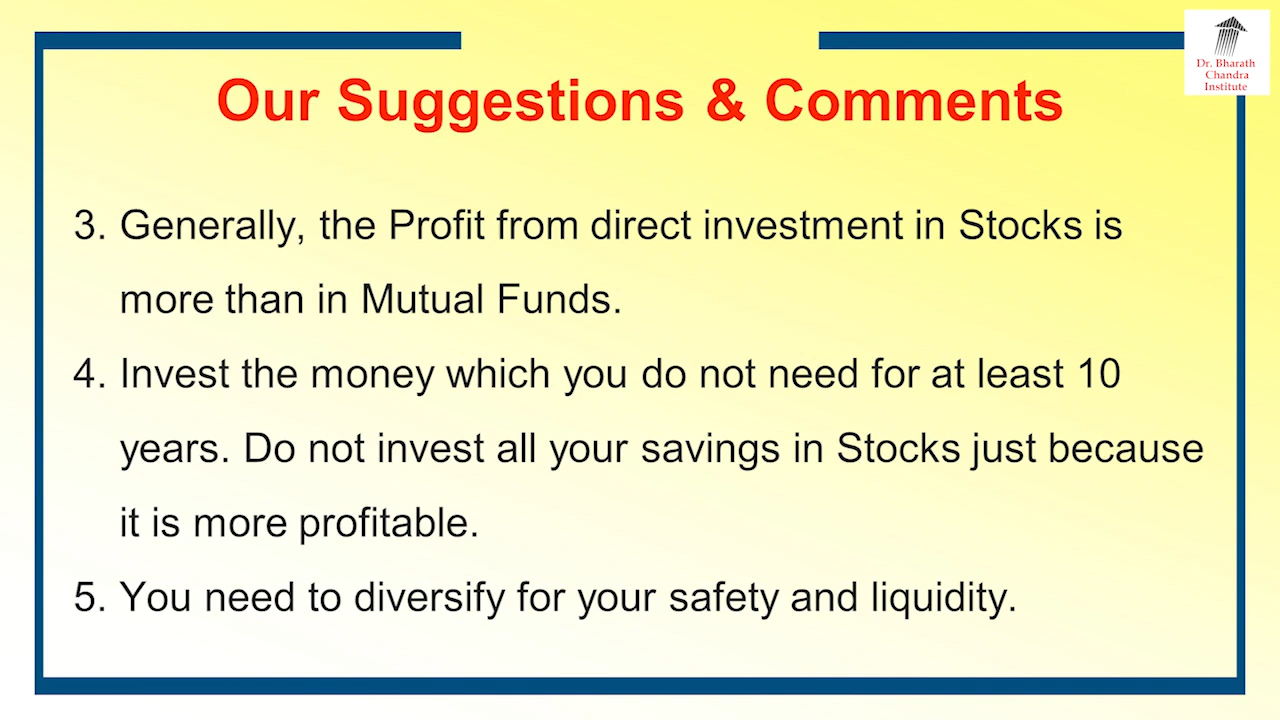 Dr. Bharath
Chandra
Institute
Our Suggestions & Comments
3. Generally, the Profit from direct investment in Stocks is
more than in Mutual Funds.
4. Invest the money which you do not need for at least 10
years. Do not invest all your savings in Stocks just because
it is more profitable.
5. You need to diversify for your safety and liquidity.